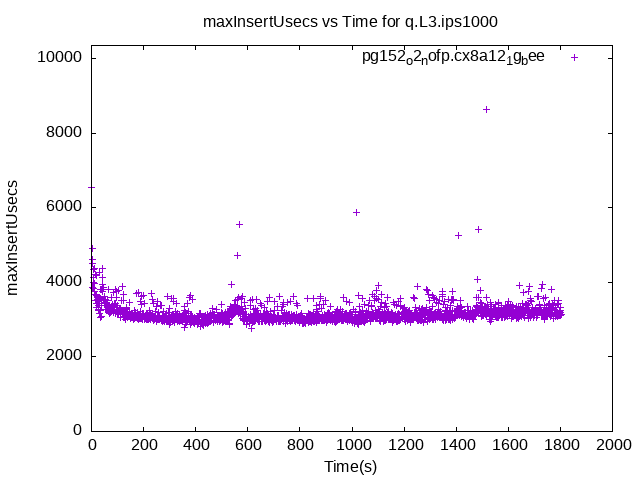 maxInsertUsecs vs Time for q.L3.ips1000
pg152o2nofp.cx8a121gbee
10000
8000
6000
4000
2000
0
maxInsertUsecs
0 200 400 600 800 1000 1200 1400 1600 1800 2000
Time(s)